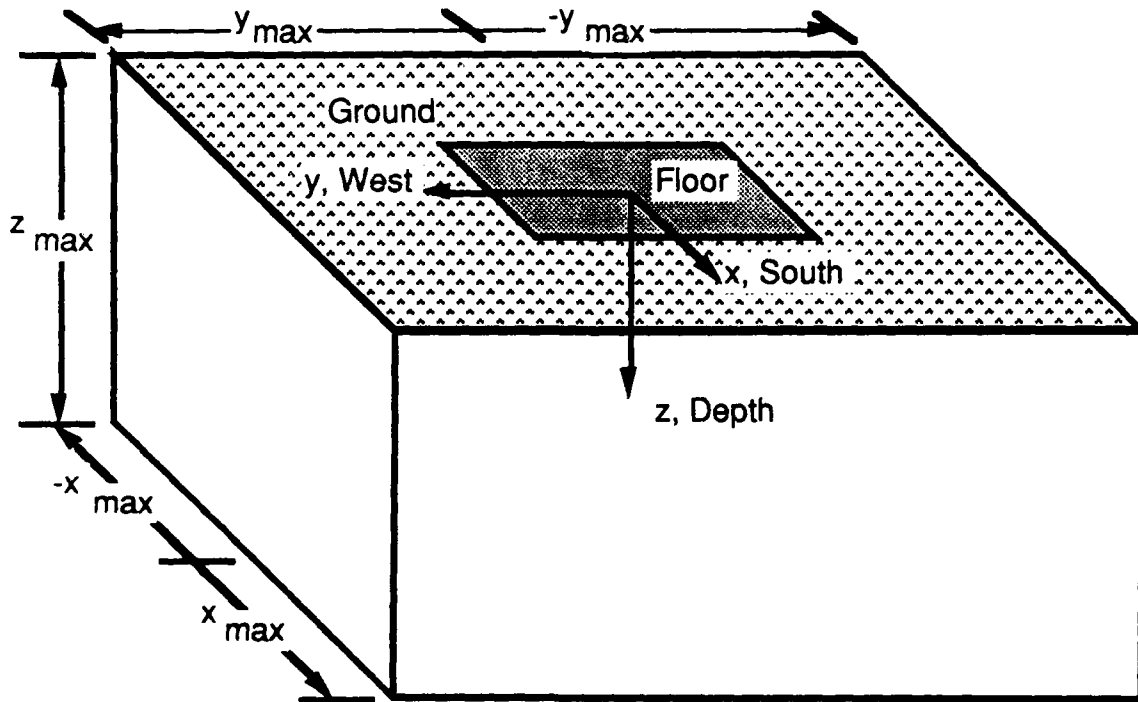 y max
-y max
Ground
y, West
Floor
z max
x, South
z, Depth
-x max
x max